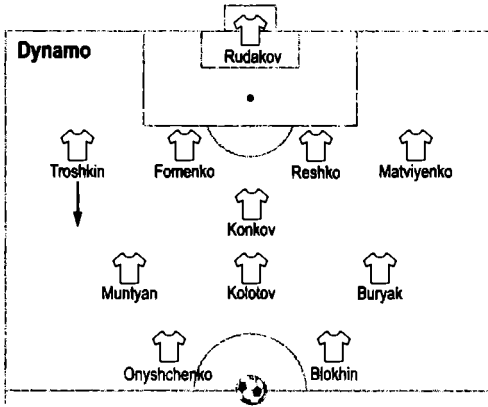 Rudakov
Dynamo
Troshkin Fomenko Reshko Matviyenko
Konkov
Muntyan Kolotov Buryak
Onyshchenko Blokhin